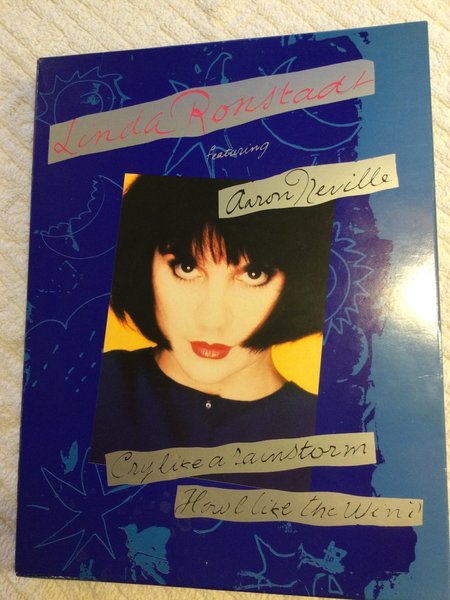 Linda Ronstadt
featuring
Aaron Neville
Cry like a rainstorm
Howl like the Wind